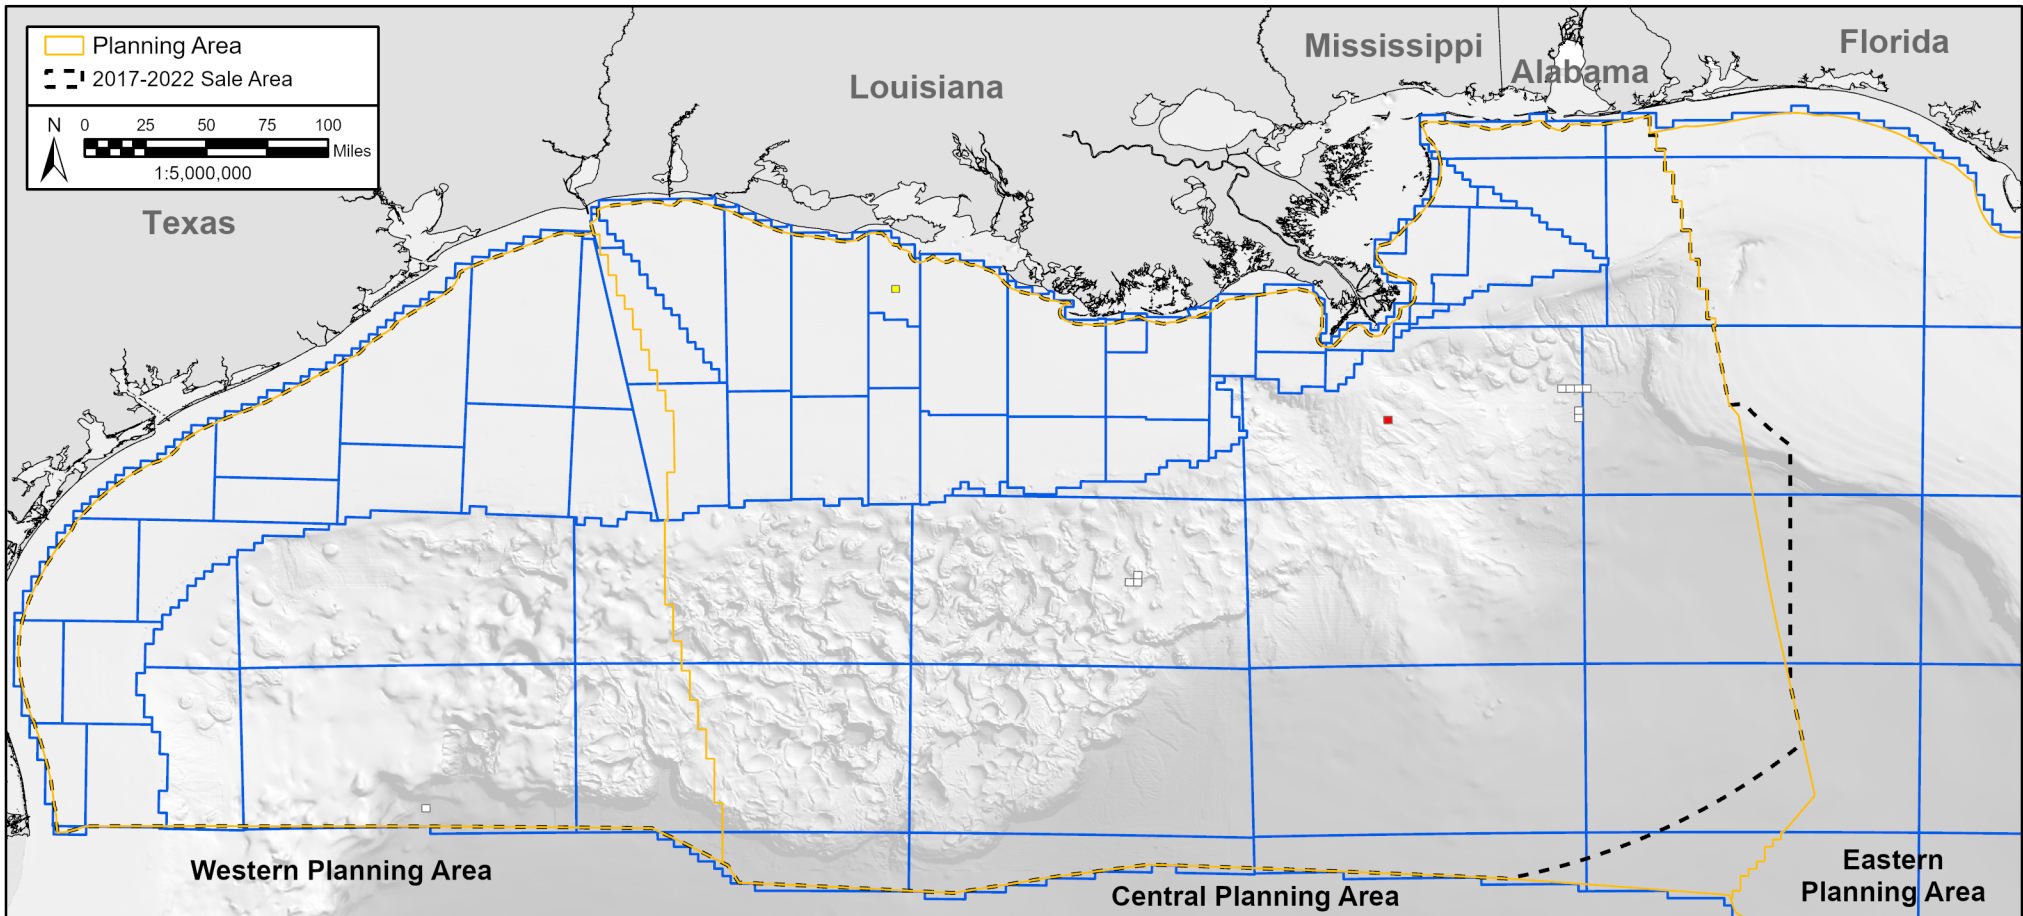 Planning Area
2017-2022 Sale Area
N
0 25 50 75 100
Miles
1:5,000,000
Texas
Louisiana
Mississippi
Alabama
Florida
Western Planning Area
Central Planning Area
Eastern
Planning Area